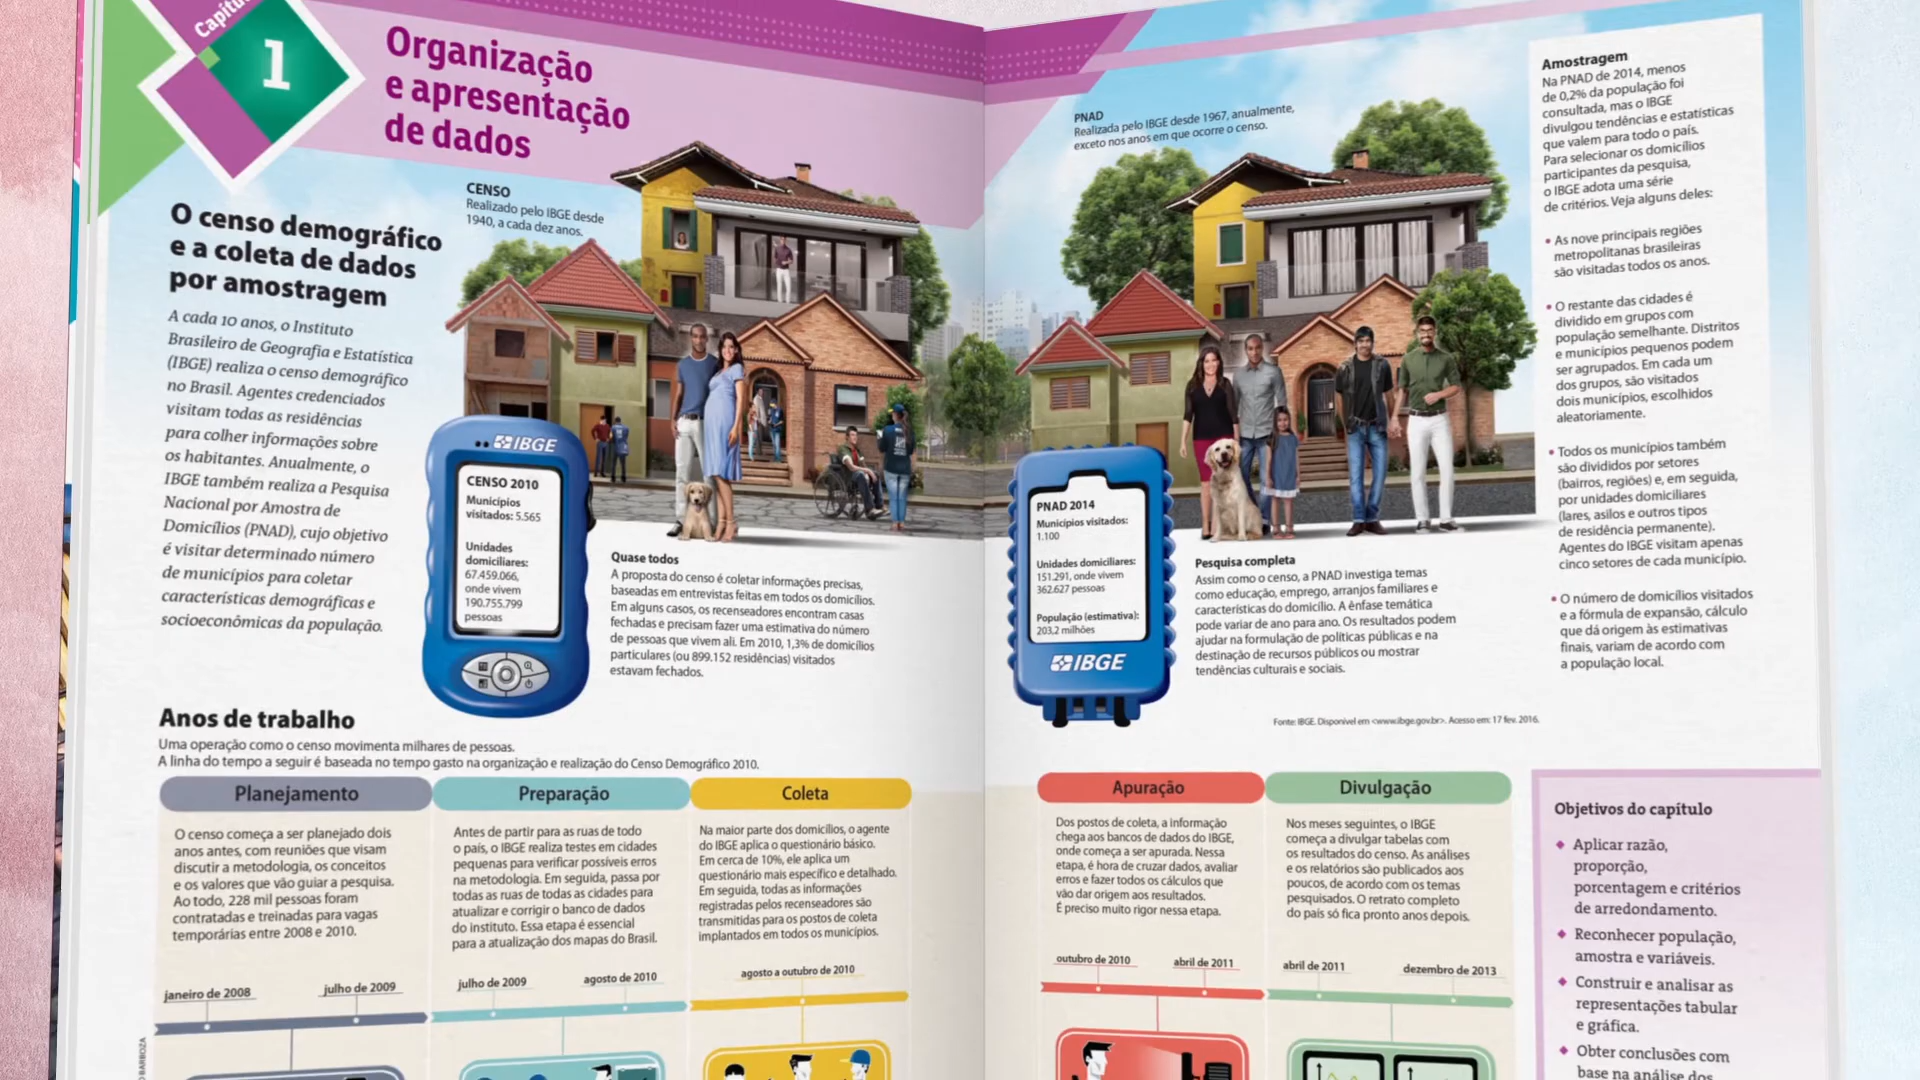 Capítulo
1
Organização
e apresentação
de dados
O censo demográfico
e a coleta de dados
por amostragem
A cada 10 anos, o Instituto
Brasileiro de Geografia e Estatística
(IBGE) realiza o censo demográfico
no Brasil. Agentes credenciados
visitam todas as residências
para colher informações sobre
os habitantes. Anualmente, o
IBGE também realiza a Pesquisa
Nacional por Amostra de
Domicílios (PNAD), cujo objetivo
é visitar determinado número
de municípios para coletar
características demográficas e
socioeconômicas da população.
CENSO
Realizado pelo IBGE desde
1940, a cada dez anos.
IBGE
CENSO 2010
Municípios
visitados: 5.565
Unidades
domiciliares:
67.459.066,
onde vivem
190.755.799
pessoas
Quase todos
A proposta do censo é coletar informações precisas,
baseadas em entrevistas feitas em todos os domicílios.
Em alguns casos, os recenseadores encontram casas
fechadas e precisam fazer uma estimativa do número
de pessoas que vivem ali. Em 2010, 1,3% de domicílios
particulares (ou 899.152 residências) visitados
estavam fechados.
PNAD
Realizada pelo IBGE desde 1967, anualmente,
exceto nos anos em que ocorre o censo.
PNAD 2014
Municípios visitados:
1.100
Unidades domiciliares:
151.291, onde vivem
362.627 pessoas
População (estimativa):
203,2 milhões
IBGE
Pesquisa completa
Assim como o censo, a PNAD investiga temas
como educação, emprego, arranjos familiares e
características do domicílio. A ênfase temática
pode variar de ano para ano. Os resultados podem
ajudar na formulação de políticas públicas e na
destinação de recursos públicos ou mostrar
tendências culturais e sociais.
Amostragem
Na PNAD de 2014, menos
de 0,2% da população foi
consultada, mas o IBGE
divulgou tendências e estatísticas
que valem para todo o país.
Para selecionar os domicílios
participantes da pesquisa,
o IBGE adota uma série
de critérios. Veja alguns deles:
• As nove principais regiões
metropolitanas brasileiras
são visitadas todos os anos.
• O restante das cidades é
dividido em grupos com
população semelhante. Distritos
e municípios pequenos podem
ser agrupados. Em cada um
dos grupos, são visitados
dois municípios, escolhidos
aleatoriamente.
• Todos os municípios também
são divididos por setores
(bairros, regiões) e, em seguida,
por unidades domiciliares
(lares, asilos e outros tipos
de residência permanente).
Agentes do IBGE visitam apenas
cinco setores de cada município.
• O número de domicílios visitados
e a fórmula de expansão, cálculo
que dá origem às estimativas
finais, variam de acordo com
a população local.
Fonte: IBGE. Disponível em <www.ibge.gov.br>. Acesso em: 17 fev. 2016.
Anos de trabalho
Uma operação como o censo movimenta milhares de pessoas.
A linha do tempo a seguir é baseada no tempo gasto na organização e realização do Censo Demográfico 2010.
Planejamento
O censo começa a ser planejado dois
anos antes, com reuniões que visam
discutir a metodologia, os conceitos
e os valores que vão guiar a pesquisa.
Ao todo, 228 mil pessoas foram
contratadas e treinadas para vagas
temporárias entre 2008 e 2010.
janeiro de 2008
julho de 2009
Preparação
Antes de partir para as ruas de todo
o país, o IBGE realiza testes em cidades
pequenas para verificar possíveis erros
na metodologia. Em seguida, passa por
todas as ruas de todas as cidades para
atualizar e corrigir o banco de dados
do instituto. Essa etapa é essencial
para a atualização dos mapas do Brasil.
julho de 2009
agosto de 2010
Coleta
Na maior parte dos domicílios, o agente
do IBGE aplica o questionário básico.
Em cerca de 10%, ele aplica um
questionário mais específico e detalhado.
Em seguida, todas as informações
registradas pelos recenseadores são
transmitidas para os postos de coleta
implantados em todos os municípios.
agosto a outubro de 2010
Apuração
Dos postos de coleta, a informação
chega aos bancos de dados do IBGE,
onde começa a ser apurada. Nessa
etapa, é hora de cruzar dados, avaliar
erros e fazer todos os cálculos que
vão dar origem aos resultados.
É preciso muito rigor nessa etapa.
outubro de 2010
abril de 2011
Divulgação
Nos meses seguintes, o IBGE
começa a divulgar tabelas com
os resultados do censo. As análises
e os relatórios são publicados aos
poucos, de acordo com os temas
pesquisados. O retrato completo
do país só fica pronto anos depois.
abril de 2011
dezembro de 2013
Objetivos do capítulo
◆ Aplicar razão,
proporção,
porcentagem e critérios
de arredondamento.
◆ Reconhecer população,
amostra e variáveis.
◆ Construir e analisar as
representações tabular
e gráfica.
◆ Obter conclusões com
base na análise dos
BARBOZA